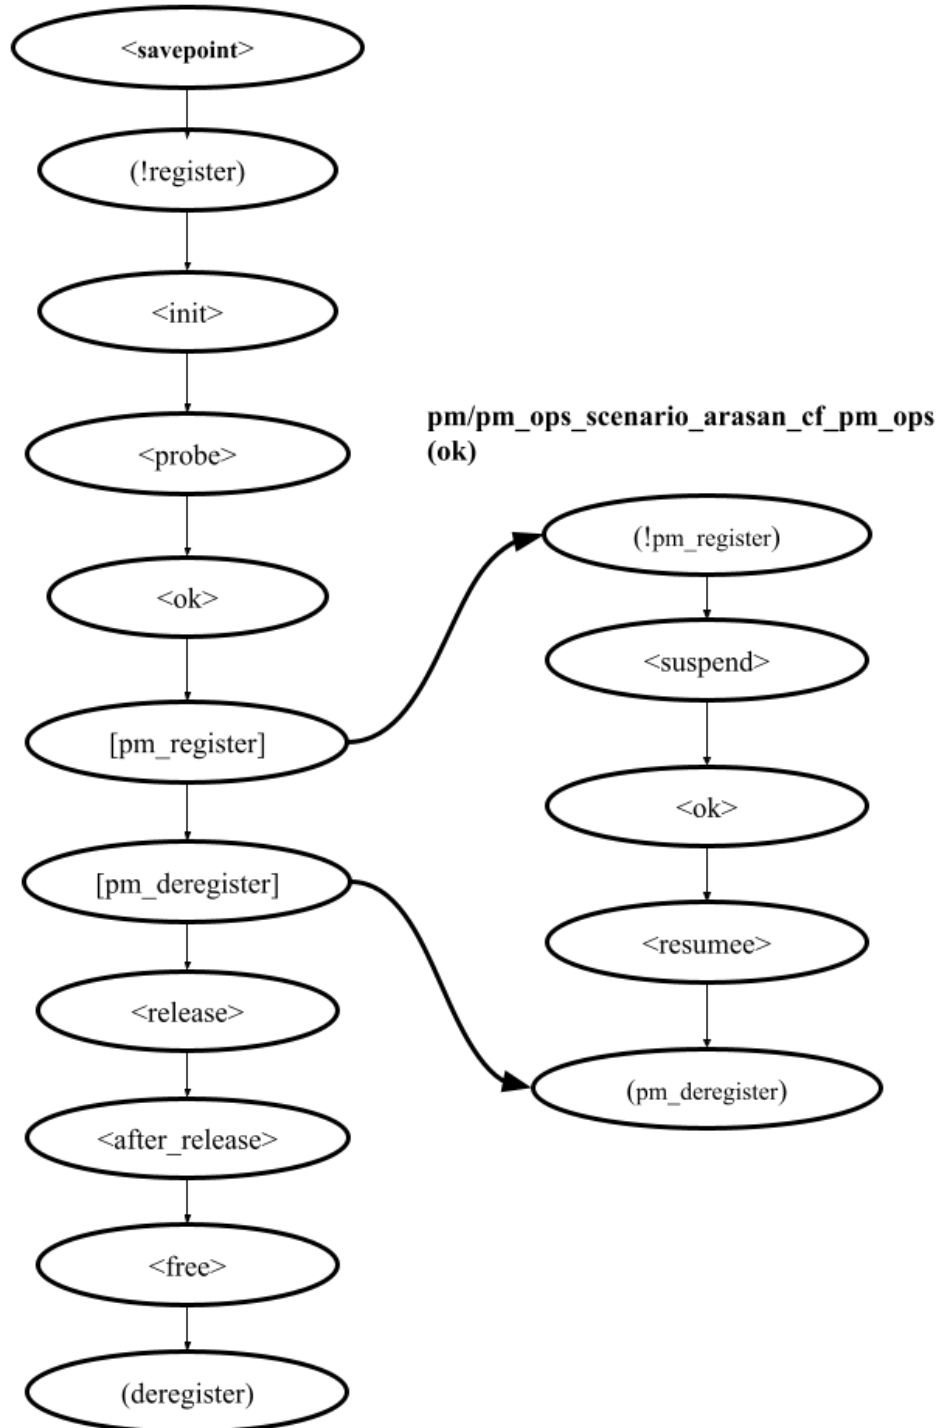 <savepoint>
(!register)
<init>
<probe>
<ok>
[pm_register]
[pm_deregister]
<release>
<after_release>
<free>
(deregister)
pm/pm_ops_scenario_arasan_cf_pm_ops
(ok)
(!pm_register)
<suspend>
<ok>
<resumee>
(pm_deregister)